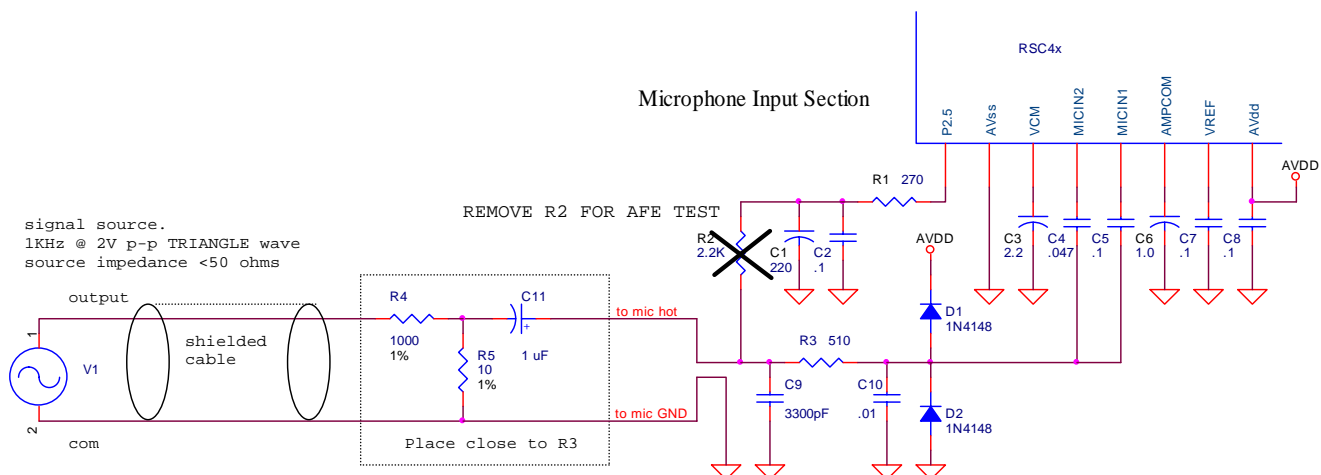 RSC4x
Microphone Input Section
P2.5
AVss
VCM
MICIN2
MICIN1
AMPCOM
VREF
AVdd
AVDD
R1 270
signal source.
1KHz @ 2V p-p TRIANGLE wave
source impedance <50 ohms
REMOVE R2 FOR AFE TEST
R2
2.2K
C1
220
C2
.1
AVDD
C3
2.2
C4
.047
C5
.1
C6
1.0
C7
.1
C8
.1
output
R4
1000
1%
C11
+
1 uF
to mic hot
D1
1N4148
1
V1
2
shielded
cable
R5
10
1%
R3 510
C9
3300pF
C10
.01
D2
1N4148
to mic GND
com
Place close to R3